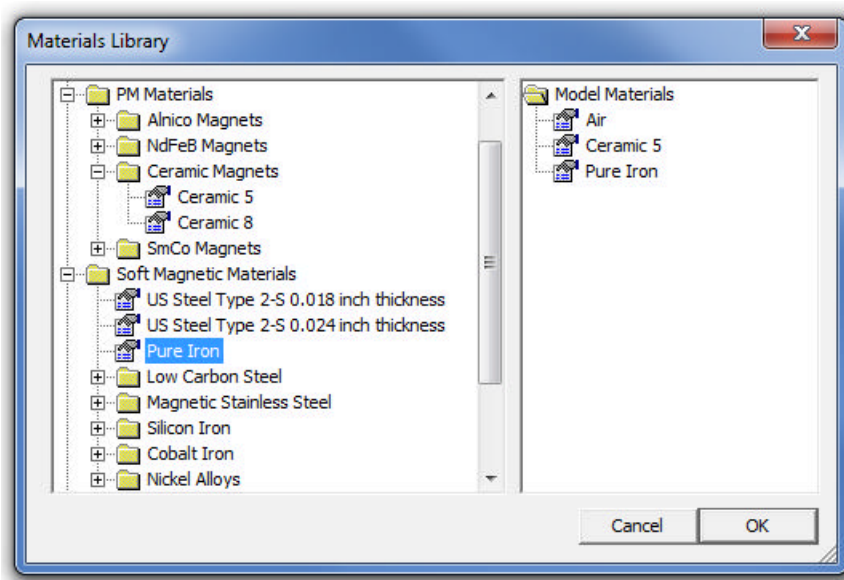 Materials Library
PM Materials
Alnico Magnets
NdFeB Magnets
Ceramic Magnets
Ceramic 5
Ceramic 8
SmCo Magnets
Soft Magnetic Materials
US Steel Type 2-S 0.018 inch thickness
US Steel Type 2-S 0.024 inch thickness
Pure Iron
Low Carbon Steel
Magnetic Stainless Steel
Silicon Iron
Cobalt Iron
Nickel Alloys
Model Materials
Air
Ceramic 5
Pure Iron
Cancel
OK